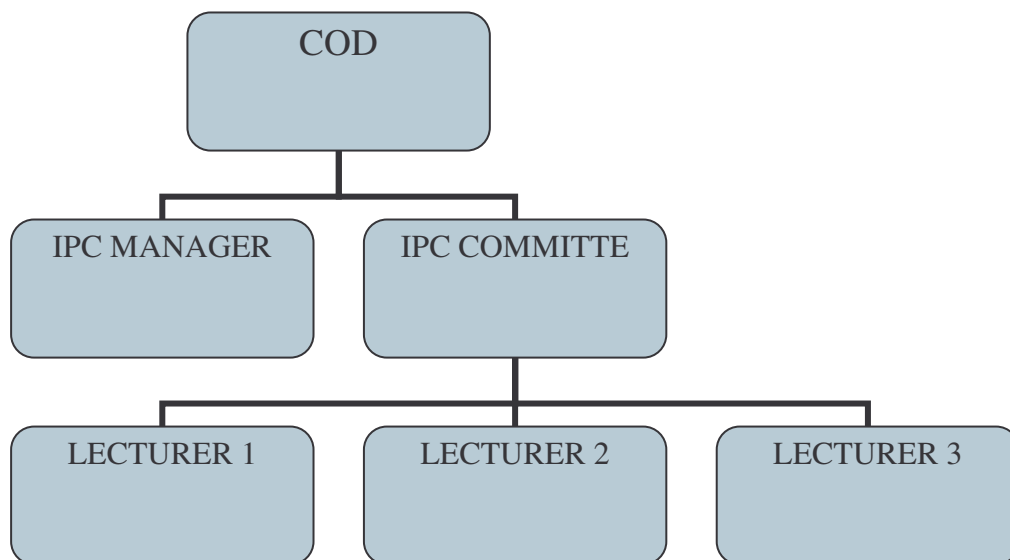 COD
IPC MANAGER
IPC COMMITTE
LECTURER 1
LECTURER 2
LECTURER 3